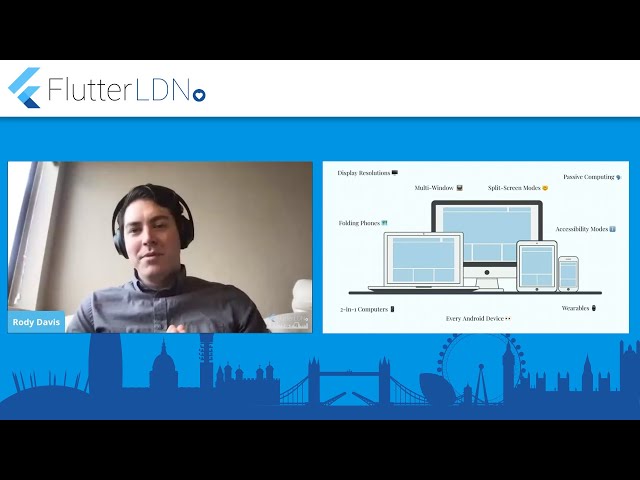 FlutterLDN
Display Resolutions
Passive Computing
Multi-Window
Split-Screen Modes
Folding Phones
Accessibility Modes
2-In-1 Computers
Wearables
Every Android Device
Rody Davis